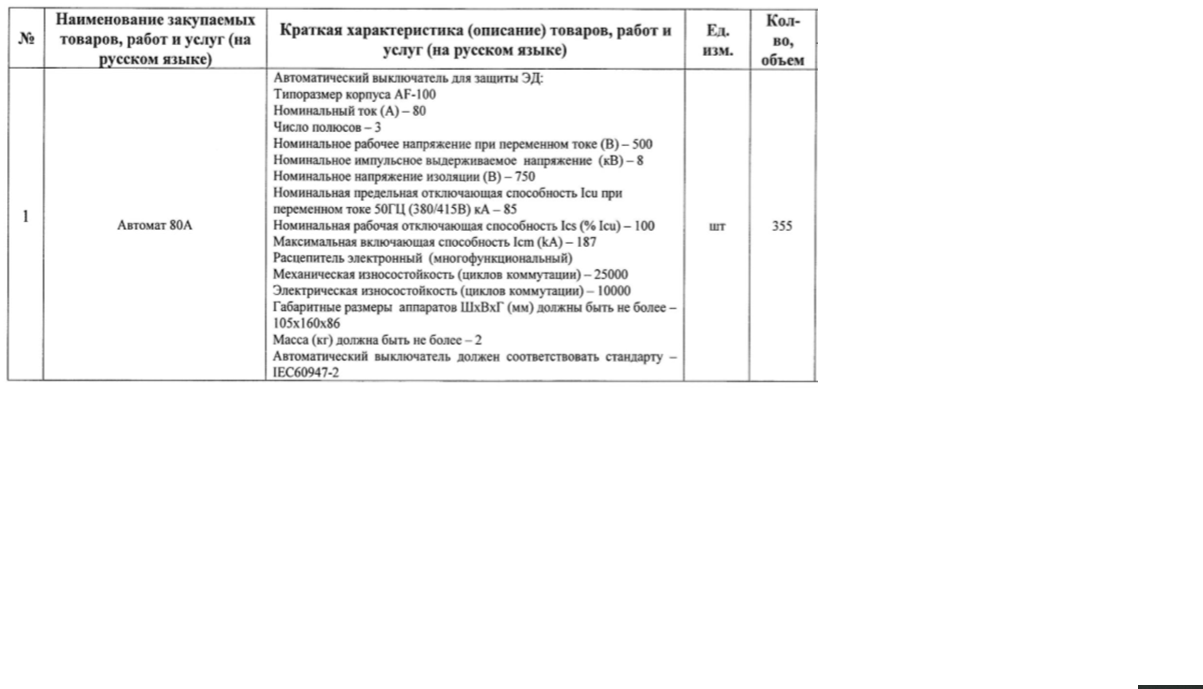 №
Наименование закупаемых
товаров, работ и услуг (на
русском языке)
Краткая характеристика (описание) товаров, работ и
услуг (на русском языке)
Ед.
изм.
Кол-
во,
объем
1
Автомат 80А
Автоматический выключатель для защиты ЭД:
Типоразмер корпуса AF-100
Номинальный ток (А) – 80
Число полюсов – 3
Номинальное рабочее напряжение при переменном токе (В) – 500
Номинальное импульсное выдерживаемое напряжение (кВ) – 8
Номинальное напряжение изоляции (В) – 750
Номинальная предельная отключающая способность Icu при
переменном токе 50ГЦ (380/415В) кА – 85
Номинальная рабочая отключающая способность Ics (% Icu) – 100
Максимальная включающая способность Icm (kA) – 187
Расцепитель электронный (многофункциональный)
Механическая износостойкость (циклов коммутации) – 25000
Электрическая износостойкость (циклов коммутации) – 10000
Габаритные размеры аппаратов ШхВхГ (мм) должны быть не более –
105х160х86
Масса (кг) должна быть не более – 2
Автоматический выключатель должен соответствовать стандарту –
IEC60947-2
шт
355